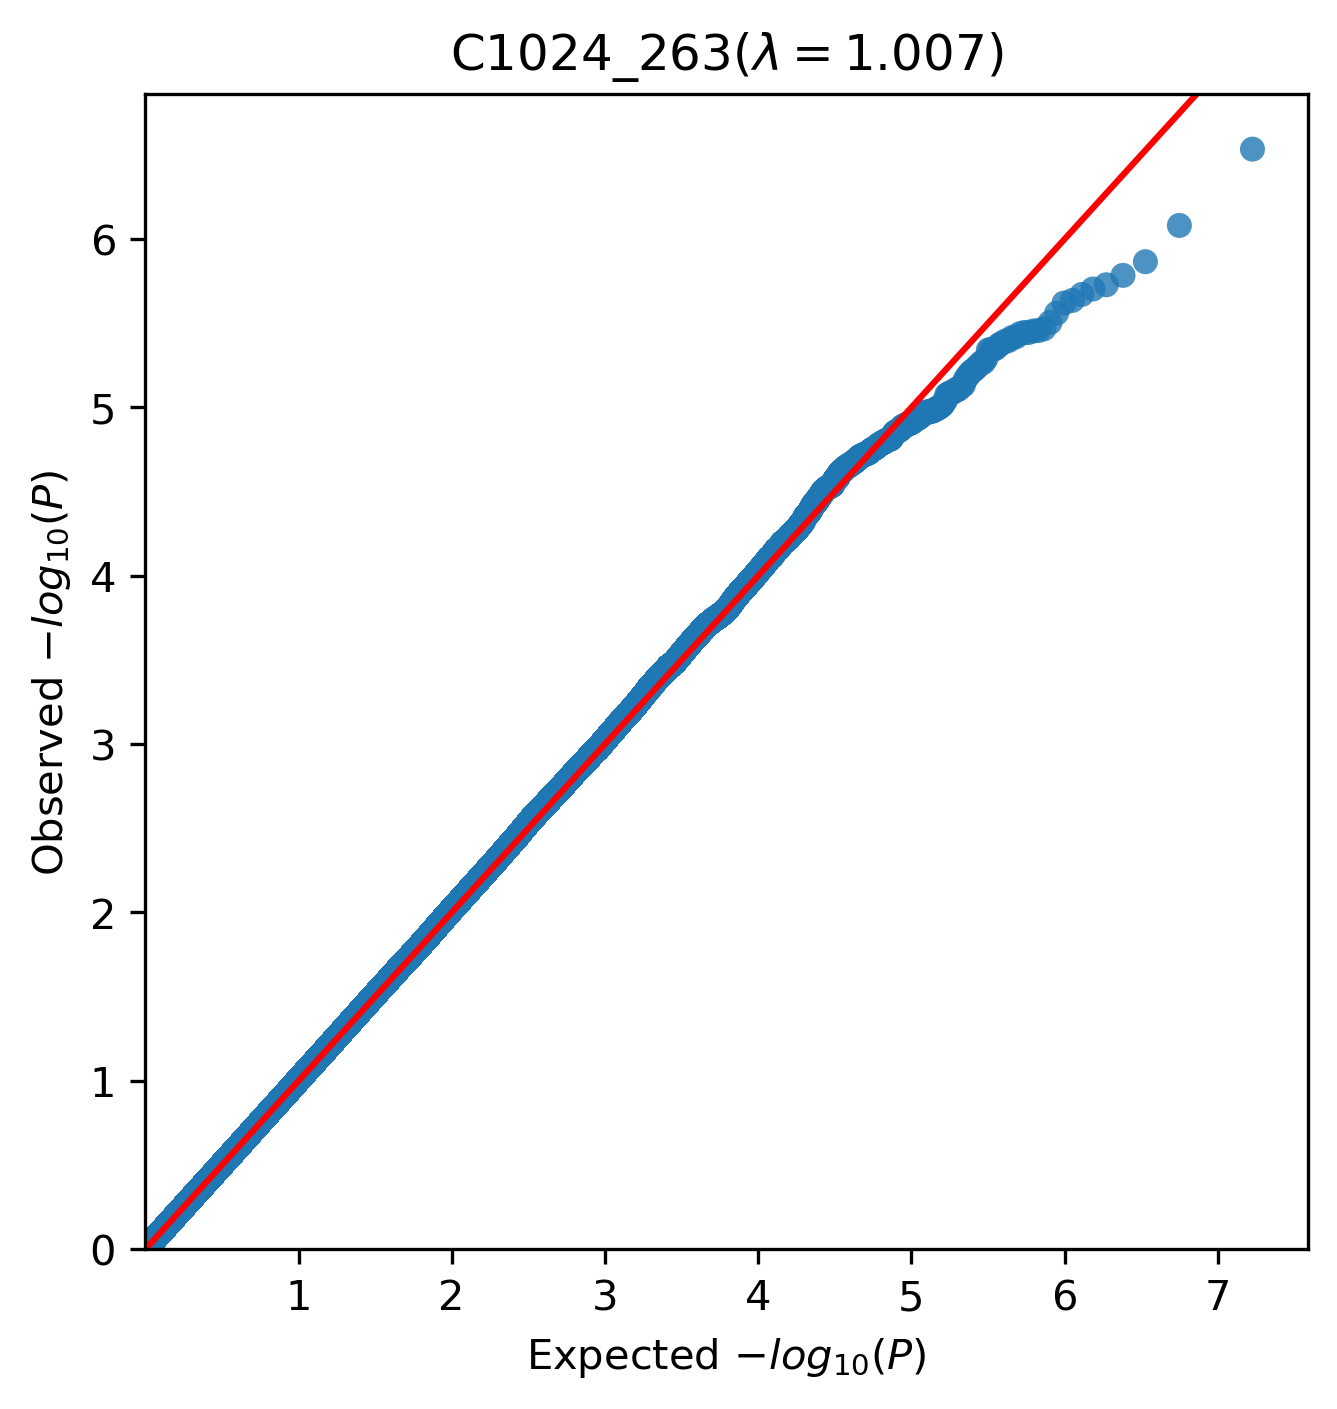 C1024_263(λ = 1.007)
Observed −log₁₀(P)
6
5
4
3
2
1
0
1 2 3 4 5 6 7
Expected −log₁₀(P)